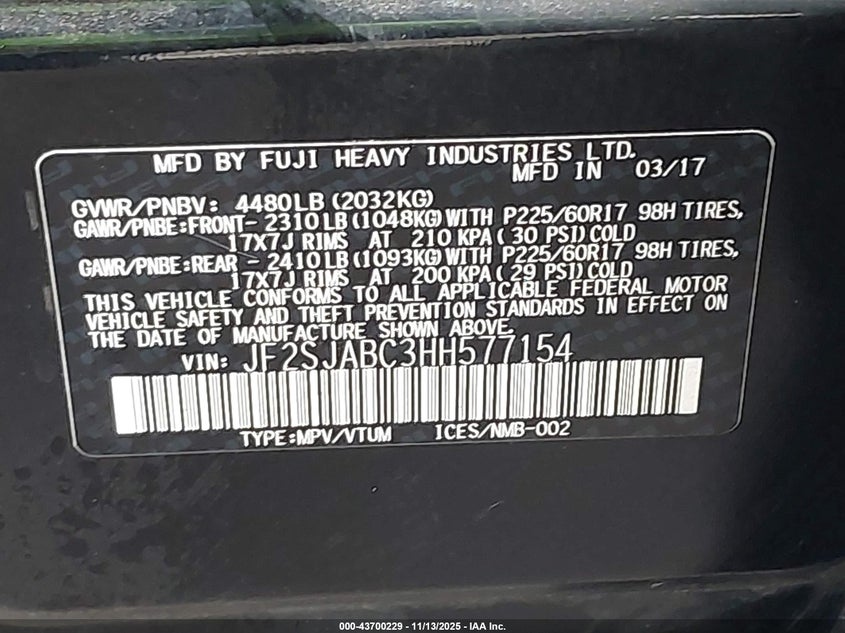 MFD BY FUJI HEAVY INDUSTRIES LTD.
MFD IN 03/17
GVWR/PNBV: 4480LB (2032KG)
GAWR/PNBE:FRONT- 2310LB (1048KG) WITH P225/60R17 98H TIRES,
17X7J RIMS AT 210 KPA ( 30 PSI) COLD
GAWR/PNBE:REAR - 2410LB (1093KG) WITH P225/60R17 98H TIRES,
17X7J RIMS AT 200 KPA ( 29 PSI) COLD
THIS VEHICLE CONFORMS TO ALL APPLICABLE FEDERAL MOTOR
VEHICLE SAFETY AND THEFT PREVENTION STANDARDS IN EFFECT ON
THE DATE OF MANUFACTURE SHOWN ABOVE.
VIN: JF2SJABC3HH577154
TYPE:MPV/VTUM ICES/NMB-002
000-43700229 - 11/13/2025 - IAA Inc.